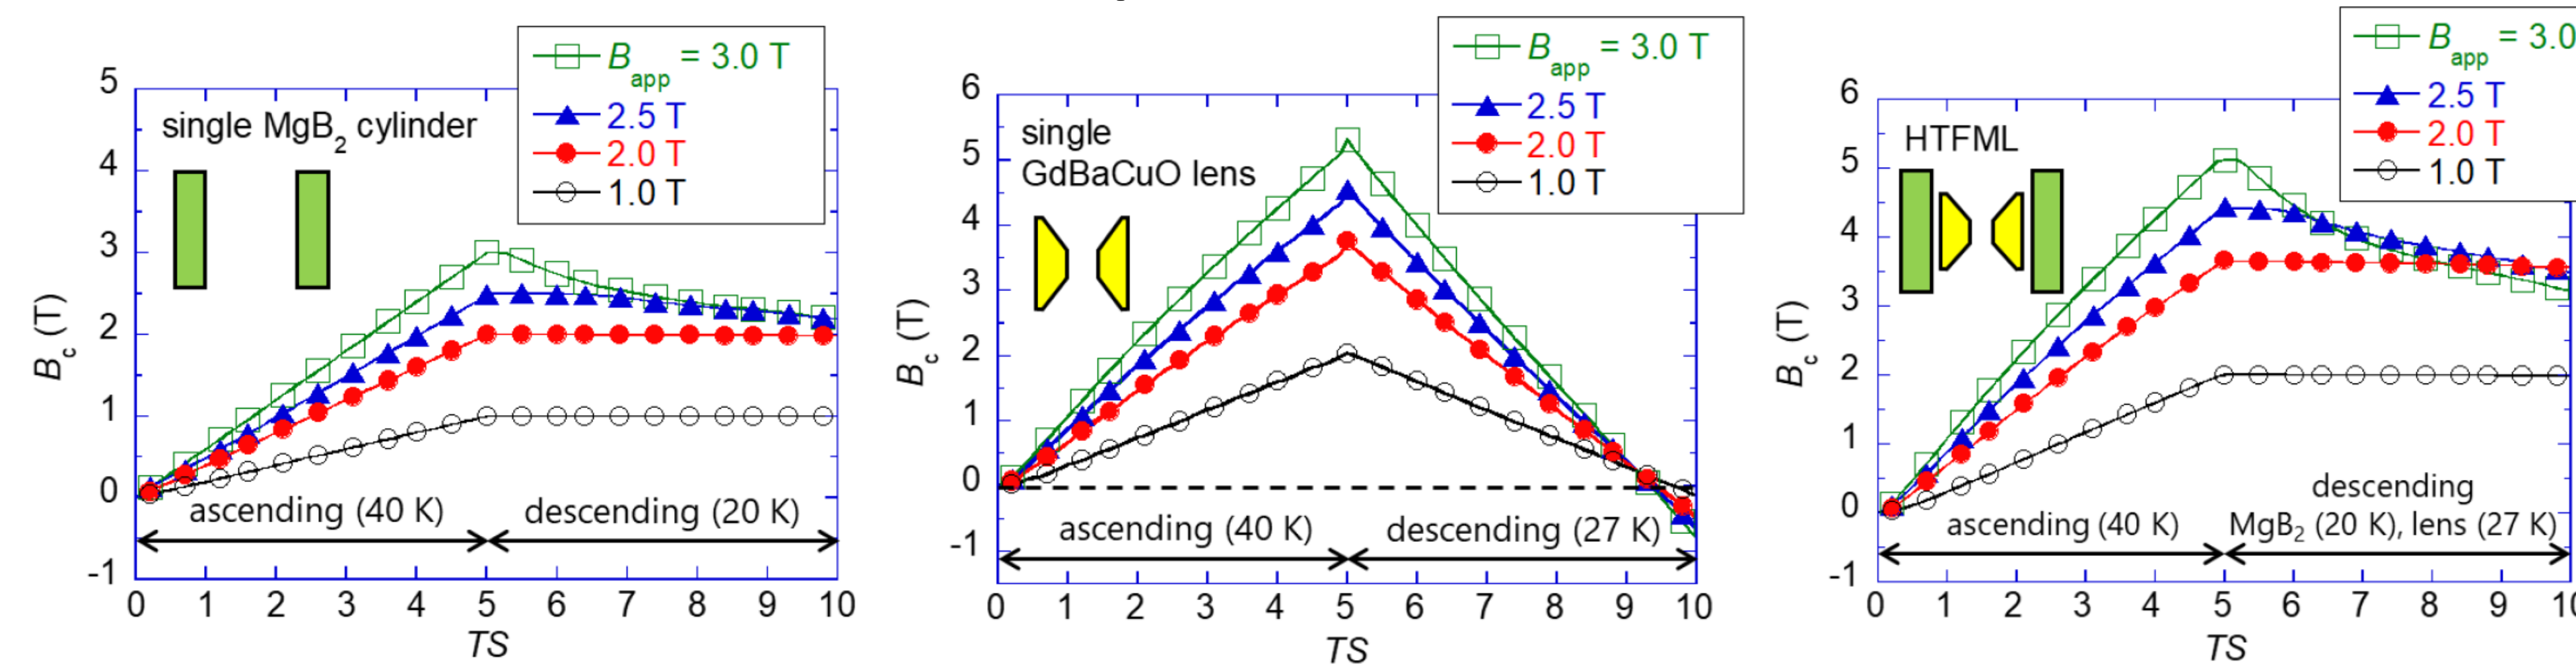 B_app = 3.0 T
2.5 T
2.0 T
1.0 T
single MgB₂ cylinder
5
4
3
2
1
0
-1
B_c (T)
ascending (40 K)
descending (20 K)
0 1 2 3 4 5 6 7 8 9 10
TS
B_app = 3.0 T
2.5 T
2.0 T
1.0 T
single
GdBaCuO lens
6
5
4
3
2
1
0
-1
B_c (T)
ascending (40 K)
descending (27 K)
0 1 2 3 4 5 6 7 8 9 10
TS
B_app = 3.0
2.5 T
2.0 T
1.0 T
HTFML
6
5
4
3
2
1
0
-1
B_c (T)
descending
ascending (40 K)
MgB₂ (20 K), lens (27 K)
0 1 2 3 4 5 6 7 8 9 10
TS